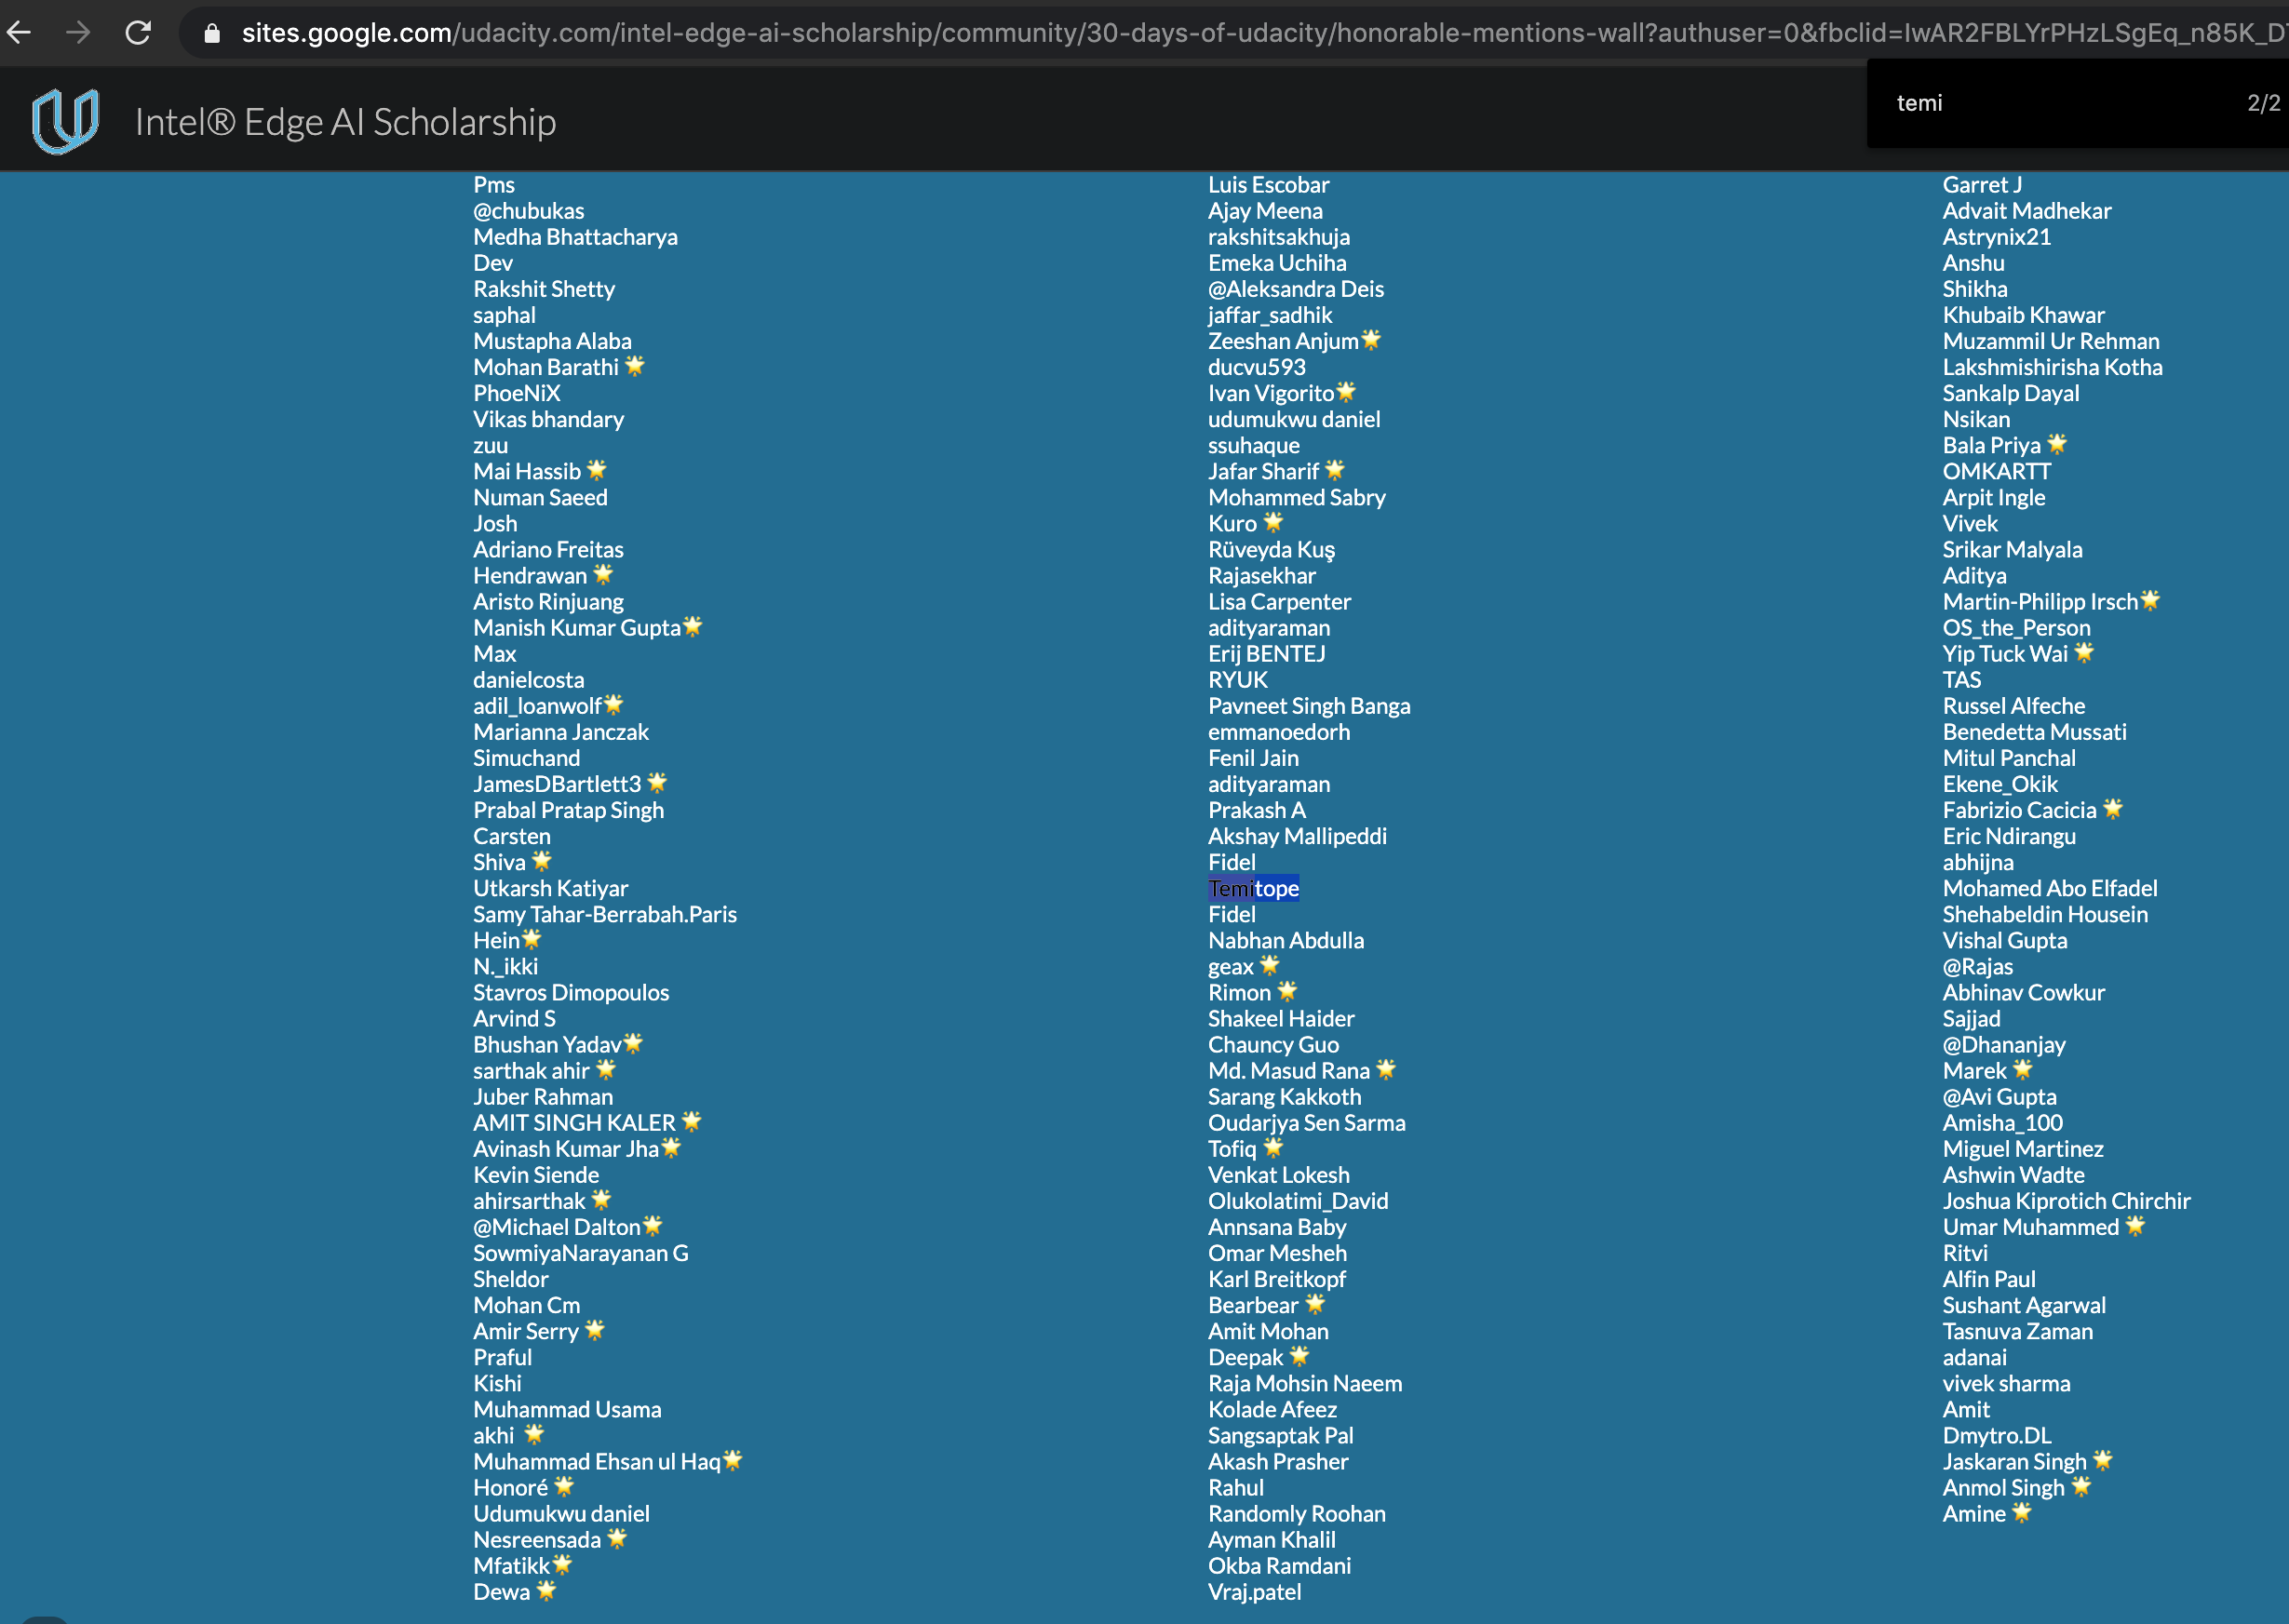 sites.google.com/udacity.com/intel-edge-ai-scholarship/community/30-days-of-udacity/honorable-mentions-wall?authuser=0&fbclid=IwAR2FBLYrPHzLSgEq_n85K_D
temi 2/2
Intel® Edge AI Scholarship
Pms
@chubukas
Medha Bhattacharya
Dev
Rakshit Shetty
saphal
Mustapha Alaba
Mohan Barathi 🌟
PhoeNiX
Vikas bhandary
zuu
Mai Hassib 🌟
Numan Saeed
Josh
Adriano Freitas
Hendrawan 🌟
Aristo Rinjuang
Manish Kumar Gupta🌟
Max
danielcosta
adil_loanwolf🌟
Marianna Janczak
Simuchand
JamesDBartlett3 🌟
Prabal Pratap Singh
Carsten
Shiva 🌟
Utkarsh Katiyar
Samy Tahar-Berrabah.Paris
Hein🌟
N._ikki
Stavros Dimopoulos
Arvind S
Bhushan Yadav🌟
sarthak ahir 🌟
Juber Rahman
AMIT SINGH KALER 🌟
Avinash Kumar Jha🌟
Kevin Siende
ahirsarthak 🌟
@Michael Dalton🌟
SowmiyaNarayanan G
Sheldor
Mohan Cm
Amir Serry 🌟
Praful
Kishi
Muhammad Usama
akhi 🌟
Muhammad Ehsan ul Haq🌟
Honoré 🌟
Udumukwu daniel
Nesreensada 🌟
Mfatikk🌟
Dewa 🌟
Luis Escobar
Ajay Meena
rakshitsakhuja
Emeka Uchiha
@Aleksandra Deis
jaffar_sadhik
Zeeshan Anjum🌟
ducvu593
Ivan Vigorito🌟
udumukwu daniel
ssuhaque
Jafar Sharif 🌟
Mohammed Sabry
Kuro 🌟
Rüveyda Kuş
Rajasekhar
Lisa Carpenter
adityaraman
Erij BENTEJ
RYUK
Pavneet Singh Banga
emmanoedorh
Fenil Jain
adityaraman
Prakash A
Akshay Mallipeddi
Fidel
Temitope
Fidel
Nabhan Abdulla
geax 🌟
Rimon 🌟
Shakeel Haider
Chauncy Guo
Md. Masud Rana 🌟
Sarang Kakkoth
Oudarjya Sen Sarma
Tofiq 🌟
Venkat Lokesh
Olukolatimi_David
Annsana Baby
Omar Mesheh
Karl Breitkopf
Bearbear 🌟
Amit Mohan
Deepak 🌟
Raja Mohsin Naeem
Kolade Afeez
Sangsaptak Pal
Akash Prasher
Rahul
Randomly Roohan
Ayman Khalil
Okba Ramdani
Vraj.patel
Garret J
Advait Madhekar
Astrynix21
Anshu
Shikha
Khubaib Khawar
Muzammil Ur Rehman
Lakshmishirisha Kotha
Sankalp Dayal
Nsikan
Bala Priya 🌟
OMKARTT
Arpit Ingle
Vivek
Srikar Malyala
Aditya
Martin-Philipp Irsch🌟
OS_the_Person
Yip Tuck Wai 🌟
TAS
Russel Alfeche
Benedetta Mussati
Mitul Panchal
Ekene_Okik
Fabrizio Cacicia 🌟
Eric Ndirangu
abhijna
Mohamed Abo Elfadel
Shehabeldin Housein
Vishal Gupta
@Rajas
Abhinav Cowkur
Sajjad
@Dhananjay
Marek 🌟
@Avi Gupta
Amisha_100
Miguel Martinez
Ashwin Wadte
Joshua Kiprotich Chirchir
Umar Muhammed 🌟
Ritvi
Alfin Paul
Sushant Agarwal
Tasnuva Zaman
adanai
vivek sharma
Amit
Dmytro.DL
Jaskaran Singh 🌟
Anmol Singh 🌟
Amine 🌟